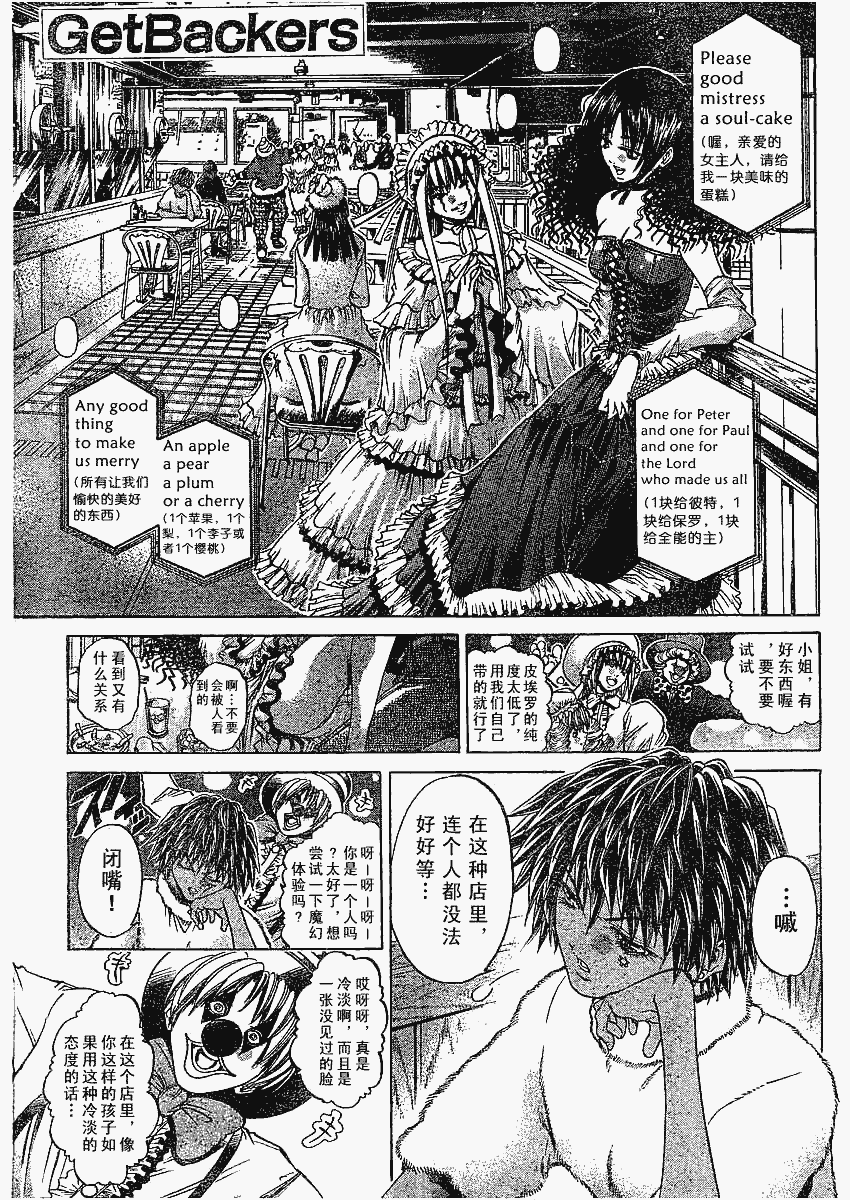 GetBackers
Please
good
mistress
a soul-cake
（喔，亲爱的
女主人，请给
我一块美味的
蛋糕）
One for Peter
and one for Paul
and one for
the Lord
who made us all
（1块给彼特，1
块给保罗，1块
给全能的主）
An apple
a pear
a plum
or a cherry
（1个苹果，1个
梨，1个李子或
者1个樱桃）
Any good
thing
to make
us merry
（所有让我们
愉快的美好
的东西）
小姐，有
好东西喔
，要不要
试试
皮埃罗的纯
度太低了，
用我们自己
带的就行了
啊…不要
会被人看
到的
看到又有
什么关系
…嘁
在这种店里，
连个人都没法
好好等…
呀－呀－呀－
你是一个人吗
？太好了，想
尝试一下魔幻
体验吗？
闭嘴！
哎呀呀，真是
冷淡啊，而且是
一张没见过的脸
在这个店里，像
你这样的孩子如
果用这种冷淡的
态度的话…